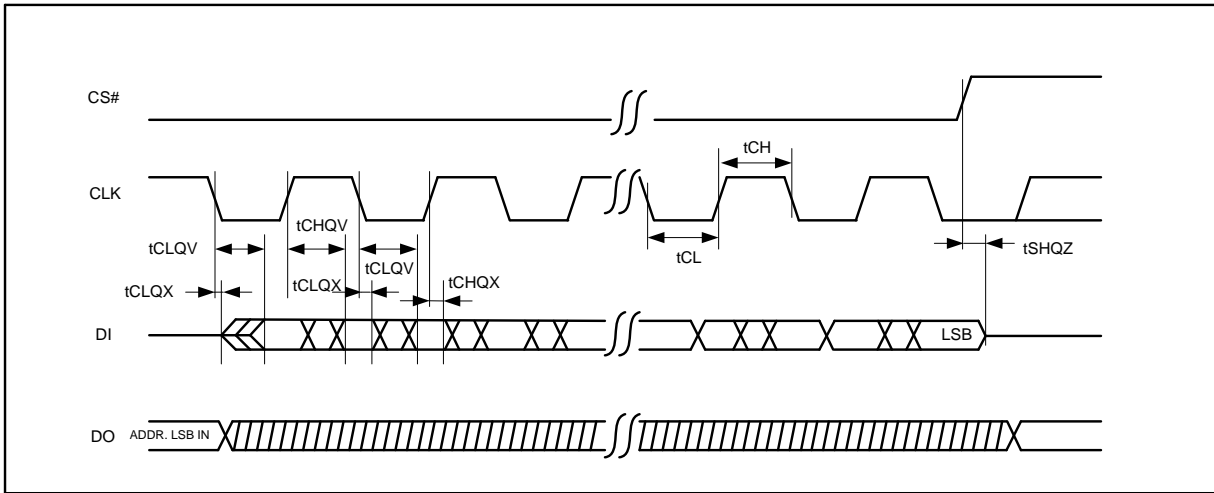 CS#
tCH
CLK
tCLQV
tCHQV
tCLQV
tCL
tSHQZ
tCLQX
tCLQX
tCHQX
DI
LSB
DO
ADDR. LSB IN